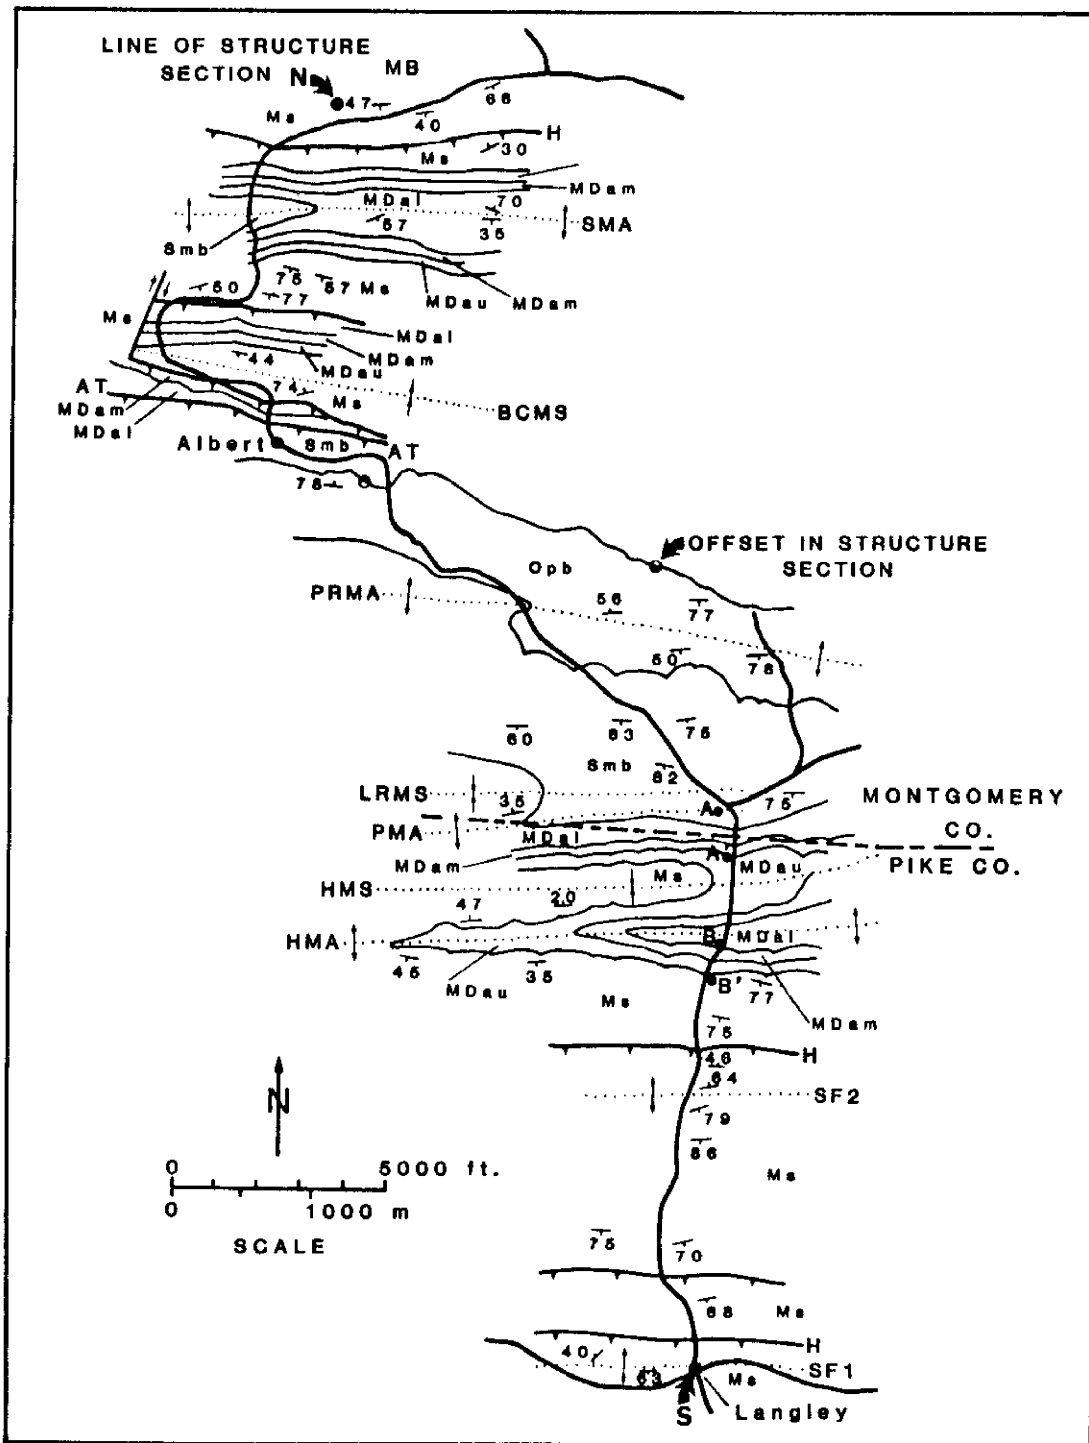 LINE OF STRUCTURE
SECTION N
MB
47
66
Ms
40
H
Ms
30
MDam
MDal
70
SMA
57
35
Smb
MDau
MDam
50
75
57
Ms
77
Ms
MDal
MDam
44
MDau
AT
74
Ms
BCMS
MDam
MDal
Albert
Smb
AT
78
OFFSET IN STRUCTURE
SECTION
Opb
PRMA
56
77
50
78
60
83
75
Smb
82
LRMS
35
A
75
MONTGOMERY
CO.
PMA
MDal
PIKE CO.
MDam
A'
MDau
HMS
Ms
47
20
HMA
B
MDal
45
MDau
35
B'
77
Ms
MDam
75
H
46
64
SF2
79
86
Ms
N
0
5000 ft.
0
1000 m
SCALE
75
70
68
Ms
H
40
SF1
63
Ms
S
Langley